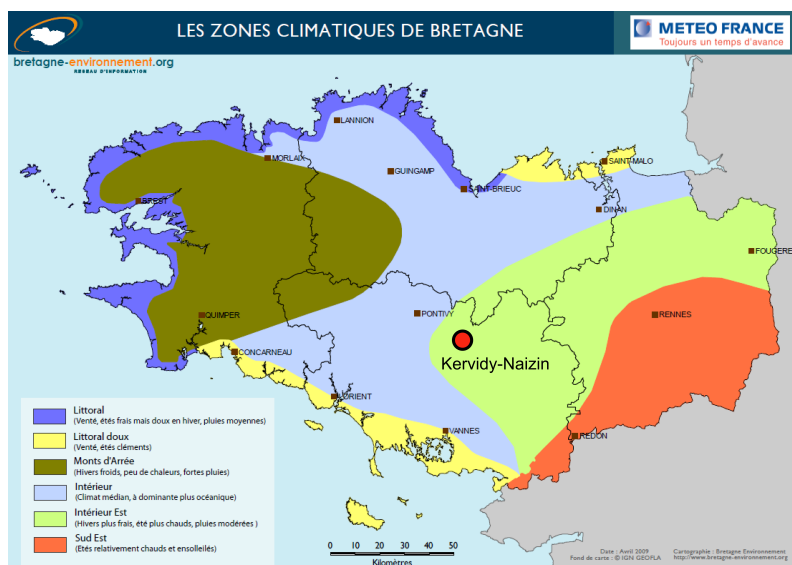 LES ZONES CLIMATIQUES DE BRETAGNE
METEO FRANCE
Toujours un temps d'avance
bretagne-environnement.org
RESEAU D'INFORMATION
LANNION
MORLAIX
GUINGAMP
SAINT-MALO
SAINT-BRIEUC
BREST
DINAN
FOUGERE
QUIMPER
PONTIVY
RENNES
Kervidy-Naizin
CONCARNEAU
LORIENT
VANNES
REDON
Littoral
(Venté, étés frais mais doux en hiver, pluies moyennes)
Littoral doux
(Venté, étés cléments)
Monts d'Arrée
(Hivers froids, peu de chaleurs, fortes pluies)
Intérieur
(Climat médian, à dominante plus océanique)
Intérieur Est
(Hivers plus frais, été plus chauds, pluies modérées )
Sud Est
(Etés relativement chauds et ensolleilés)
0 10 20 30 40 50
Kilomètres
Date : Avril 2009 Cartographie : Bretagne Environnement
Fond de carte : © IGN GEOFLA http://www.bretagne-environnement.org